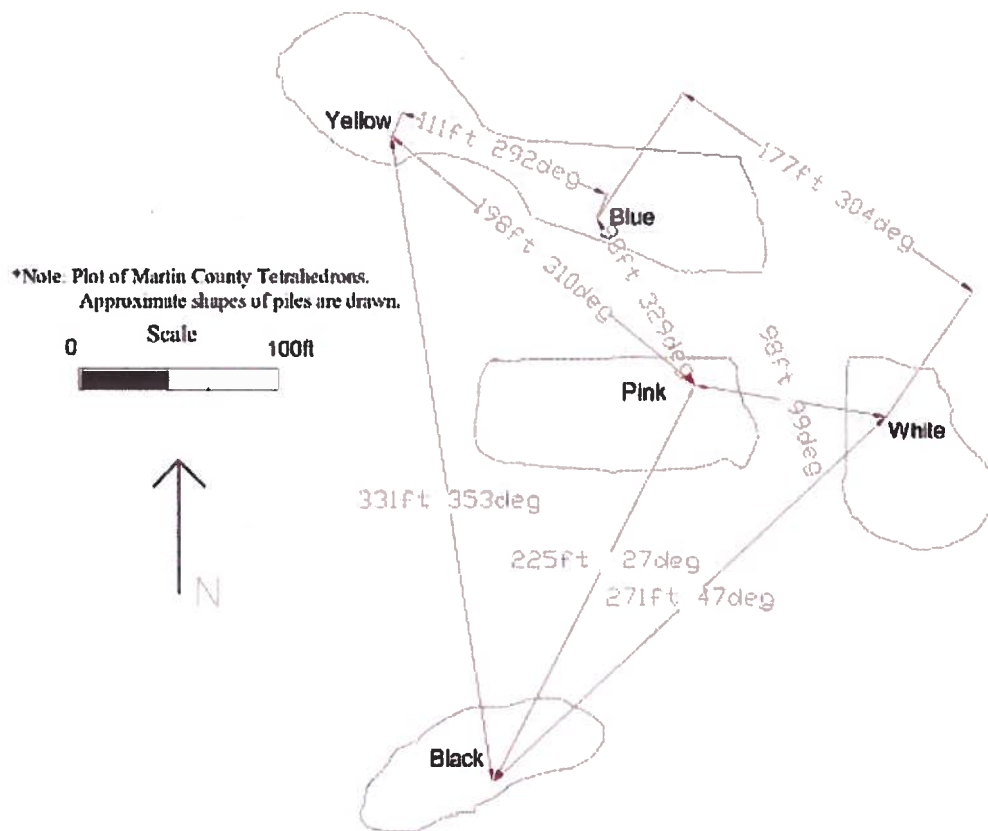 Yellow
111ft 292deg
177ft 304deg
Blue
198ft 310deg
98ft 329deg
*Note: Plot of Martin County Tetrahedrons.
Approximate shapes of piles are drawn.
Scale
0 100ft
98ft 99deg
Pink
White
331ft 353deg
225ft 27deg
271ft 47deg
N
Black